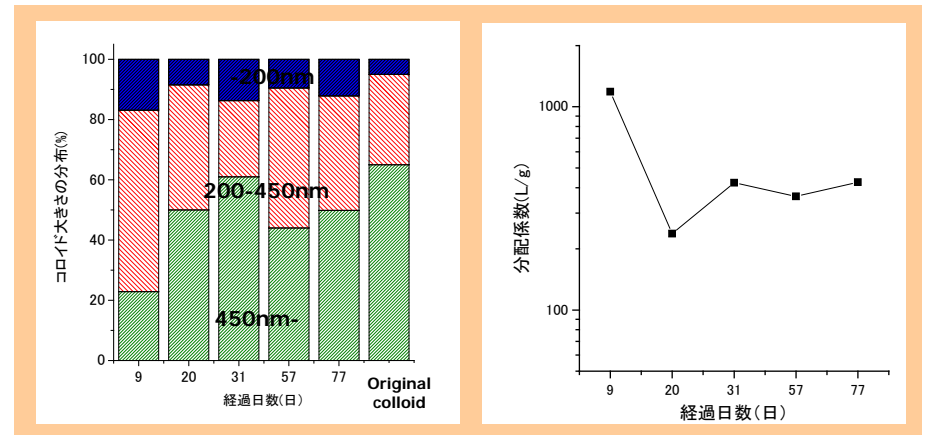 コロイド大きさの分布(%)
100
80
60
40
20
0
-200nm
200-450nm
450nm-
9 20 31 57 77 Original colloid
経過日数(日)
分配係数(L/g)
1000
100
9 20 31 57 77
経過日数(日)